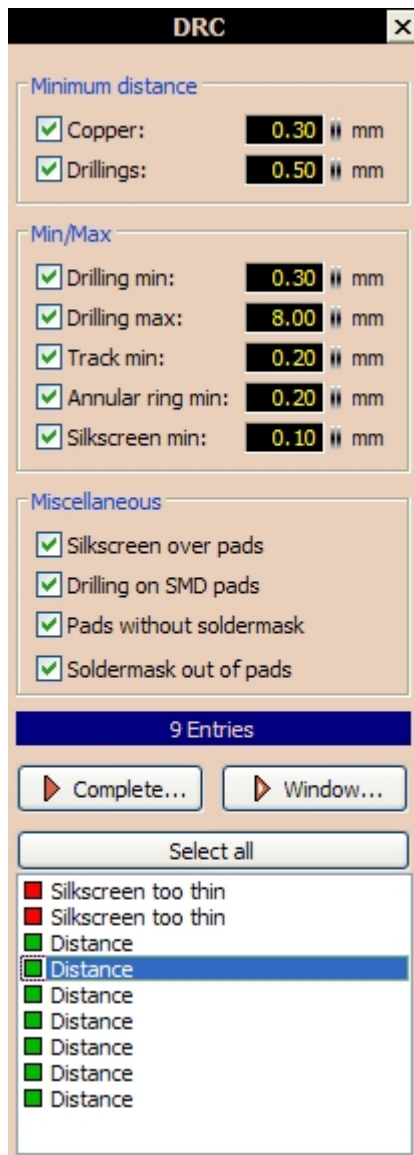 DRC
Minimum distance
Copper: 0.30 mm
Drillings: 0.50 mm
Min/Max
Drilling min: 0.30 mm
Drilling max: 8.00 mm
Track min: 0.20 mm
Annular ring min: 0.20 mm
Silkscreen min: 0.10 mm
Miscellaneous
Silkscreen over pads
Drilling on SMD pads
Pads without soldermask
Soldermask out of pads
9 Entries
Complete... Window...
Select all
Silkscreen too thin
Silkscreen too thin
Distance
Distance
Distance
Distance
Distance
Distance
Distance